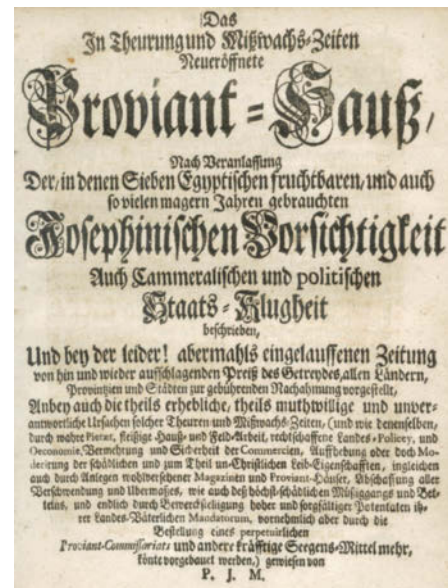 Das
In Theurung und Mißwachs-Zeiten
Neueröffnete
Proviant-Hauß,
Nach Veranlassung
Der, in denen Sieben Egyptischen fruchtbaren, und auch
so vielen magern Jahren gebrauchten
Josephinischen Vorsichtigkeit
Auch Cammeralischen und politischen
Staats-Klugheit
beschrieben,
Und bey der leider! abermahls eingelauffenen Zeitung
von hin und wieder aufschlagenden Preiß des Getreydes, allen Ländern,
Provintzien und Städten zur gebührenden Nachahmung vorgestellt,
Anbey auch die theils erhebliche, theils muthwillige und unver-
antwortliche Ursachen solcher Theuren und Mißwachs-Zeiten, (und wie denenselben,
durch wahre Pietät, fleißige Hauß- und Feld-Arbeit, rechtschaffene Landes-Policey, und
Oeconomie, Vermehrung und Sicherheit der Commercien, Auffhebung oder doch Mo-
derirung der schädlichen und zum Theil un-Christlichen Leib-Eigenschafften, ingleichen
auch durch Anlegen wohlversehener Magazinen und Proviant-Häuser, Abschaffung aller
Verschwendung und Ubermaßes, wie auch deß höchst-schädlichen Müssiggangs und Bet-
telns, und endlich durch Bewerckstelligung hoher und sorgfältiger Potentaten ih-
rer Landes-Väterlichen Mandatorum, vornehmlich aber durch die
Bestellung eines perpetuirlichen
Proviant-Commissariats und andere kräfftige Seegens-Mittel mehr,
könte vorgebauet werden,) gewiesen von
P. J. M.